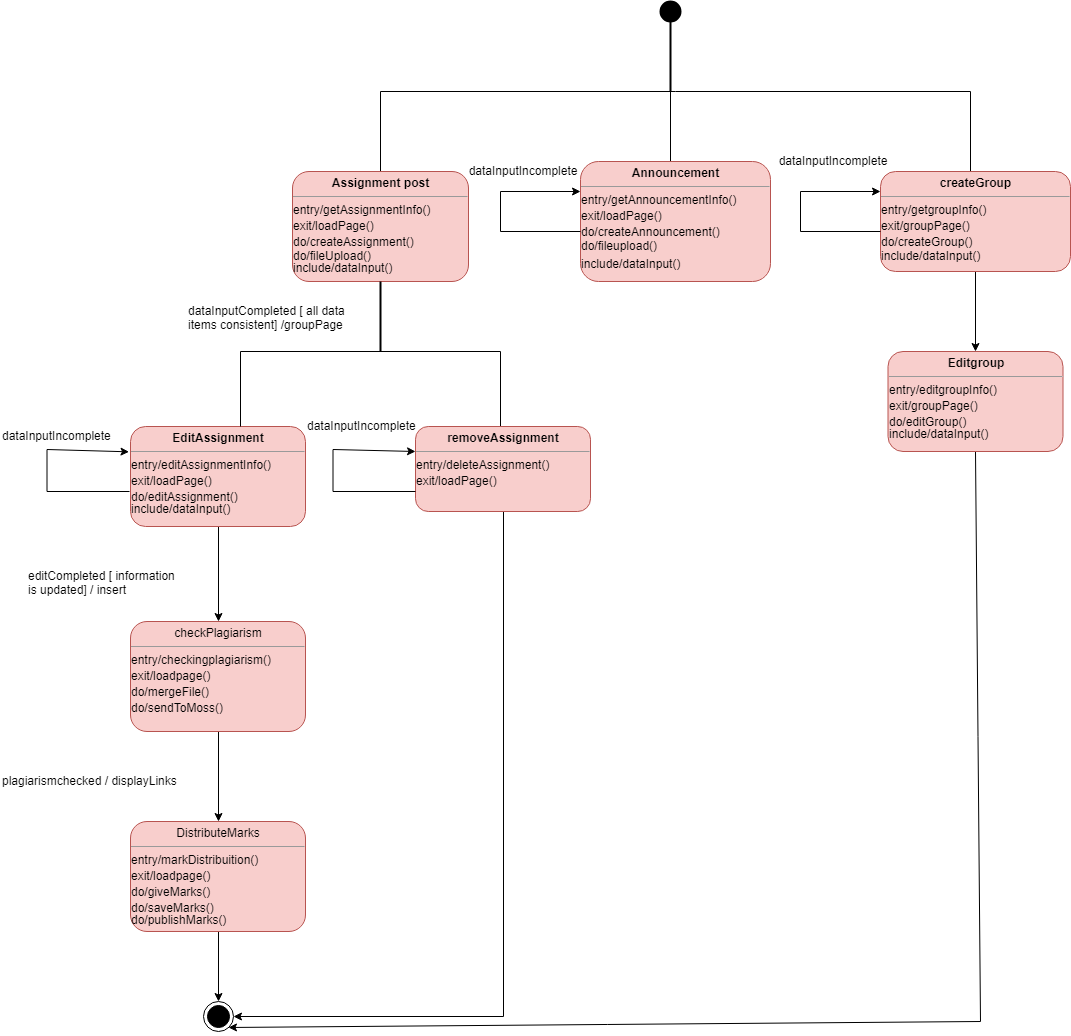 dataInputIncomplete
Assignment post
entry/getAssignmentInfo()
exit/loadPage()
do/createAssignment()
do/fileUpload()
include/dataInput()
dataInputIncomplete
Announcement
entry/getAnnouncementInfo()
exit/loadPage()
do/createAnnouncement()
do/fileupload()
include/dataInput()
createGroup
entry/getgroupInfo()
exit/groupPage()
do/createGroup()
include/dataInput()
dataInputCompleted [ all data
items consistent] /groupPage
Editgroup
entry/editgroupInfo()
exit/groupPage()
do/editGroup()
include/dataInput()
dataInputIncomplete
EditAssignment
entry/editAssignmentInfo()
exit/loadPage()
do/editAssignment()
include/dataInput()
dataInputIncomplete
removeAssignment
entry/deleteAssignment()
exit/loadPage()
editCompleted [ information
is updated] / insert
checkPlagiarism
entry/checkingplagiarism()
exit/loadpage()
do/mergeFile()
do/sendToMoss()
plagiarismchecked / displayLinks
DistributeMarks
entry/markDistribuition()
exit/loadpage()
do/giveMarks()
do/saveMarks()
do/publishMarks()